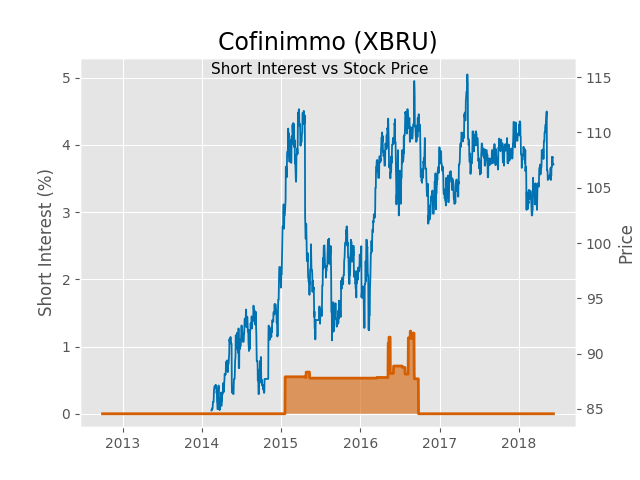 Cofinimmo (XBRU)
Short Interest vs Stock Price
Short Interest (%)
5
4
3
2
1
0
115
110
105
100
95
90
85
Price
2013 2014 2015 2016 2017 2018